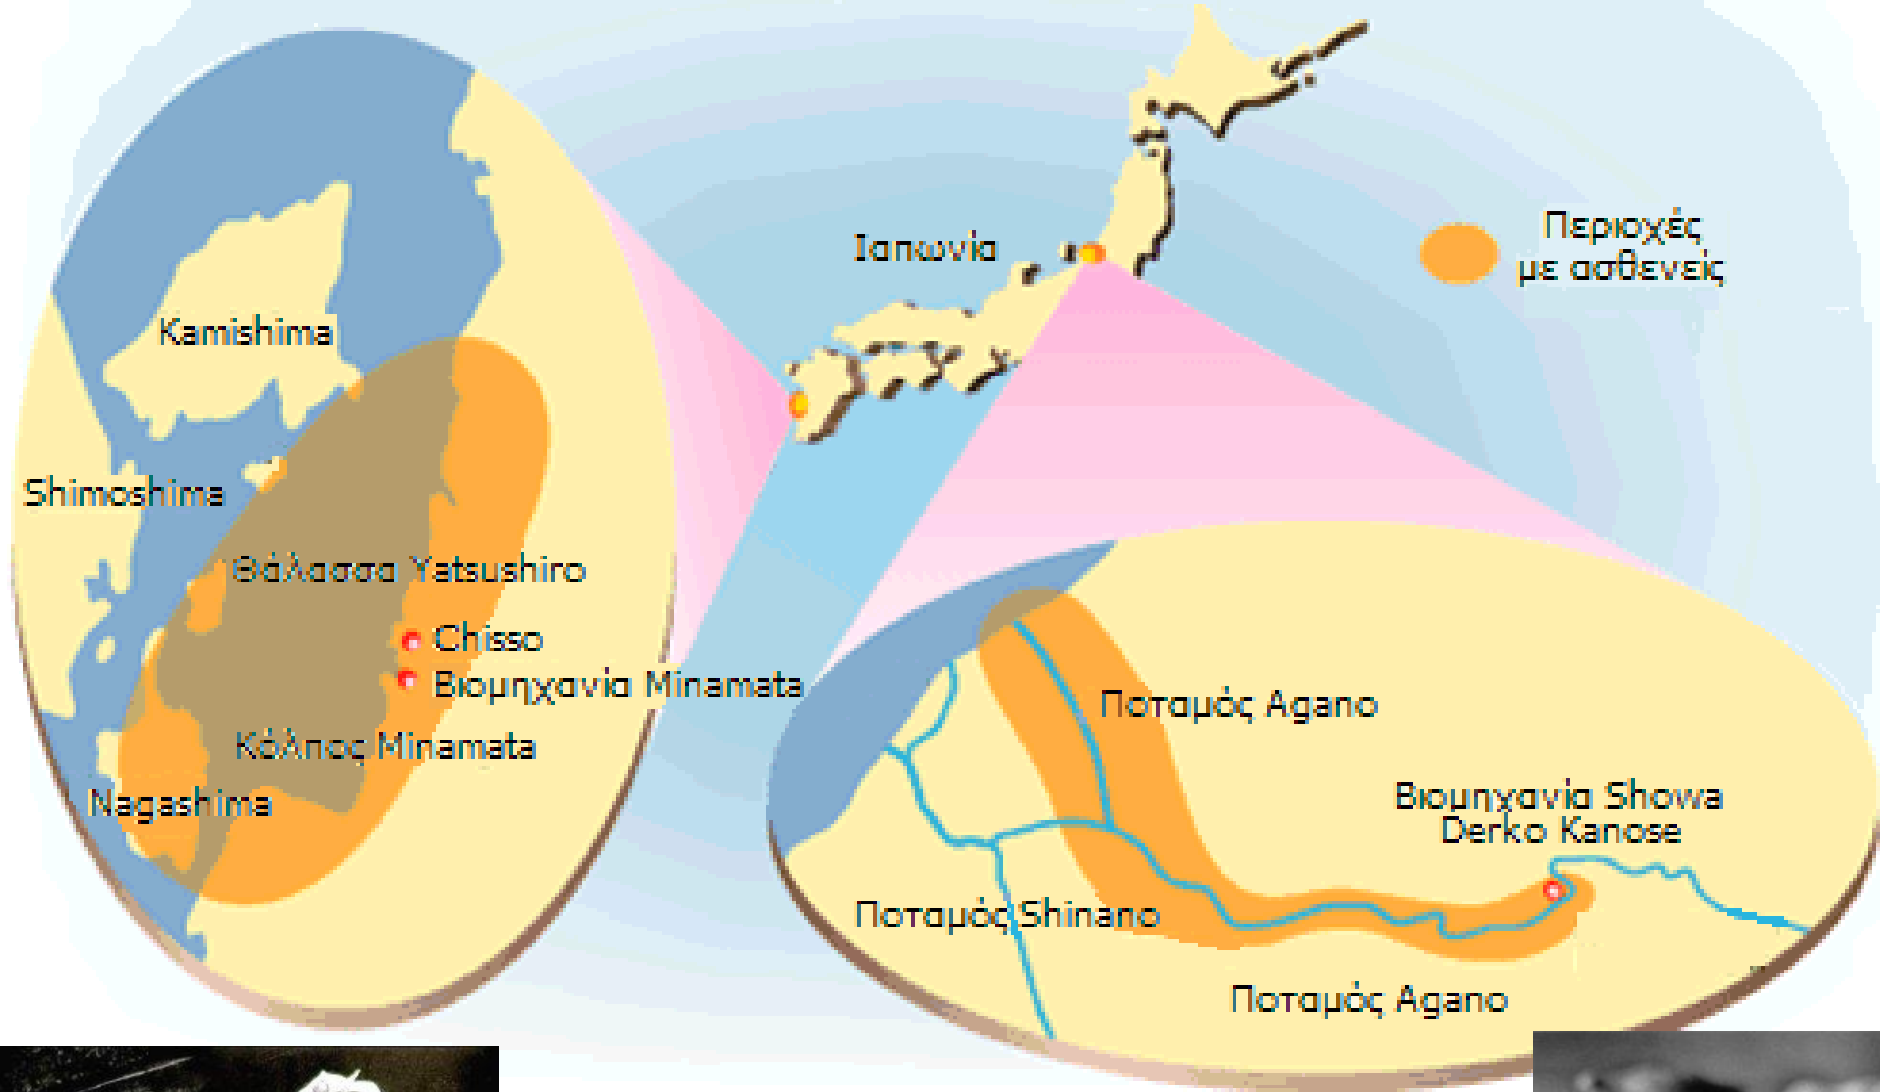 Ιαπωνία
Περιοχές
με ασθενείς
Kamishima
Shimoshima
Θάλασσα Yatsushiro
Chisso
Βιομηχανία Minamata
Κόλπος Minamata
Nagashima
Ποταμός Agano
Βιομηχανία Showa
Derko Kanose
Ποταμός Shinano
Ποταμός Agano